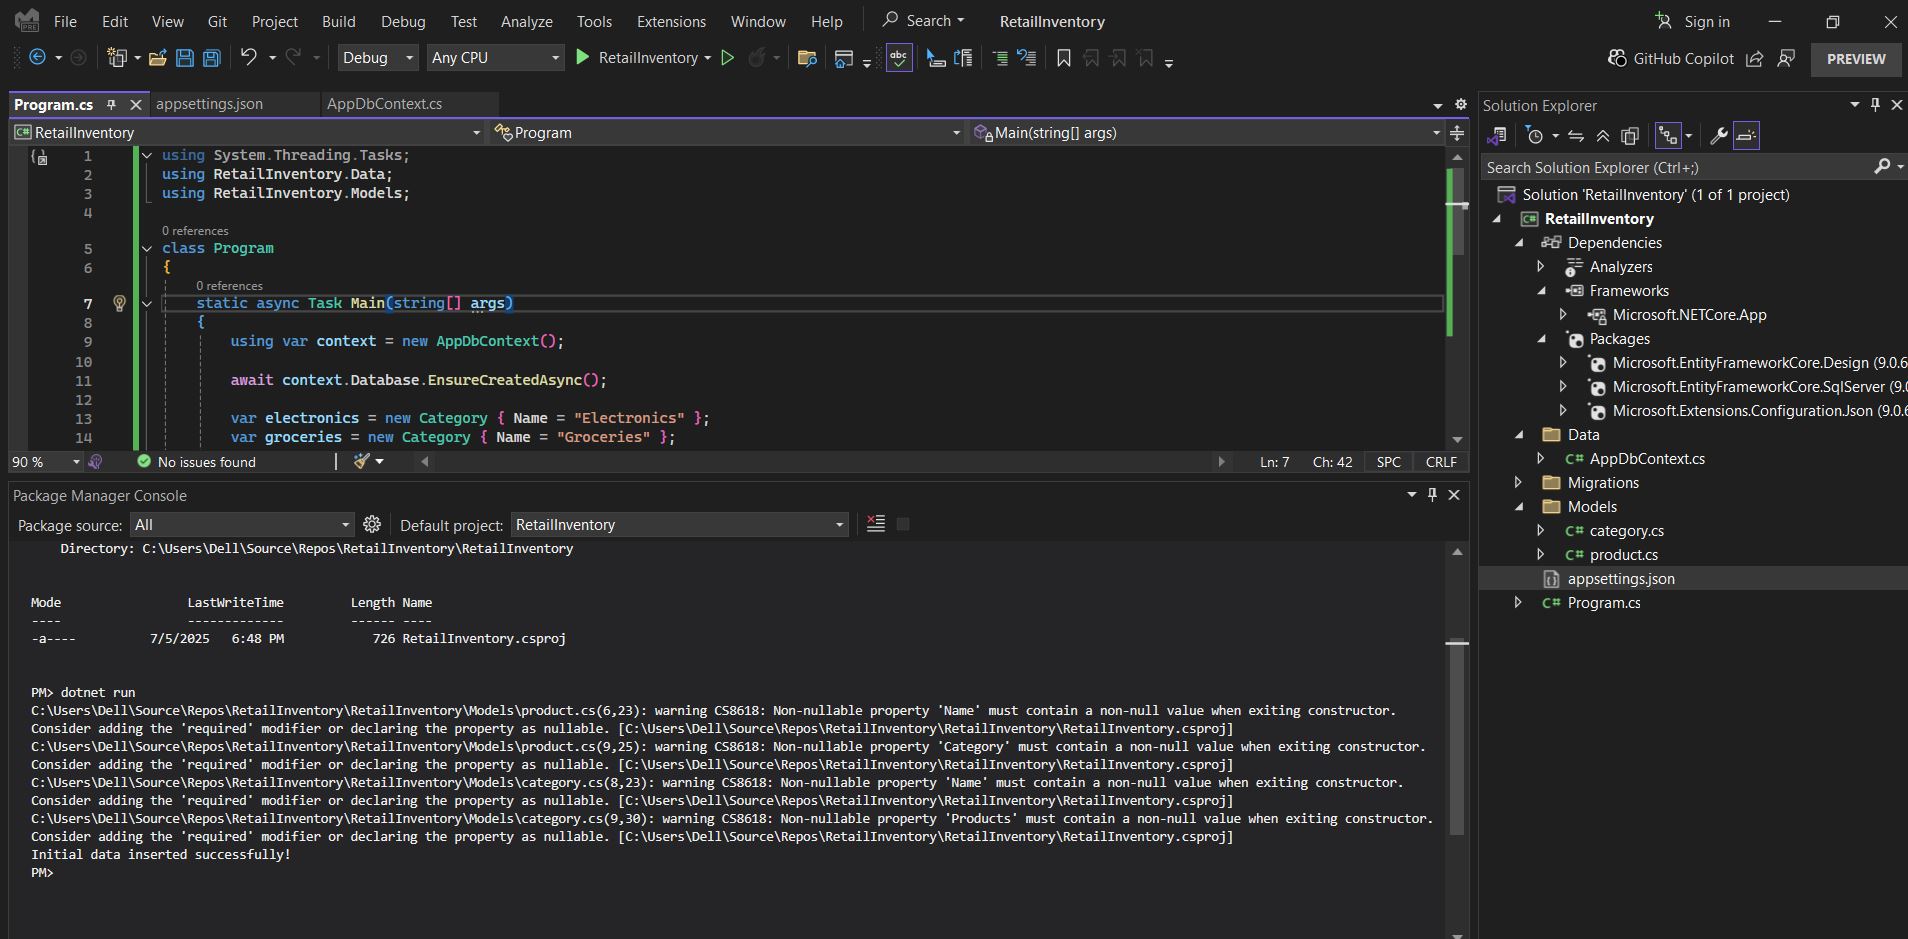 File Edit View Git Project Build Debug Test Analyze Tools Extensions Window Help Search RetailInventory Sign in
Debug Any CPU RetailInventory GitHub Copilot PREVIEW
Program.cs appsettings.json AppDbContext.cs
RetailInventory Program Main(string[] args)
1 using System.Threading.Tasks;
2 using RetailInventory.Data;
3 using RetailInventory.Models;
4
0 references
5 class Program
6 {
0 references
7 static async Task Main(string[] args)
8 {
9 using var context = new AppDbContext();
10
11 await context.Database.EnsureCreatedAsync();
12
13 var electronics = new Category { Name = "Electronics" };
14 var groceries = new Category { Name = "Groceries" };
90 % No issues found Ln: 7 Ch: 42 SPC CRLF
Package Manager Console
Package source: All Default project: RetailInventory
Directory: C:\Users\Dell\Source\Repos\RetailInventory\RetailInventory
Mode LastWriteTime Length Name
---- ------------- ------ ----
-a---- 7/5/2025 6:48 PM 726 RetailInventory.csproj
PM> dotnet run
C:\Users\Dell\Source\Repos\RetailInventory\RetailInventory\Models\product.cs(6,23): warning CS8618: Non-nullable property 'Name' must contain a non-null value when exiting constructor.
Consider adding the 'required' modifier or declaring the property as nullable. [C:\Users\Dell\Source\Repos\RetailInventory\RetailInventory\RetailInventory.csproj]
C:\Users\Dell\Source\Repos\RetailInventory\RetailInventory\Models\product.cs(9,25): warning CS8618: Non-nullable property 'Category' must contain a non-null value when exiting constructor.
Consider adding the 'required' modifier or declaring the property as nullable. [C:\Users\Dell\Source\Repos\RetailInventory\RetailInventory\RetailInventory.csproj]
C:\Users\Dell\Source\Repos\RetailInventory\RetailInventory\Models\category.cs(8,23): warning CS8618: Non-nullable property 'Name' must contain a non-null value when exiting constructor.
Consider adding the 'required' modifier or declaring the property as nullable. [C:\Users\Dell\Source\Repos\RetailInventory\RetailInventory\RetailInventory.csproj]
C:\Users\Dell\Source\Repos\RetailInventory\RetailInventory\Models\category.cs(9,30): warning CS8618: Non-nullable property 'Products' must contain a non-null value when exiting constructor.
Consider adding the 'required' modifier or declaring the property as nullable. [C:\Users\Dell\Source\Repos\RetailInventory\RetailInventory\RetailInventory.csproj]
Initial data inserted successfully!
PM>
Solution Explorer
Search Solution Explorer (Ctrl+;)
Solution 'RetailInventory' (1 of 1 project)
RetailInventory
Dependencies
Analyzers
Frameworks
Microsoft.NETCore.App
Packages
Microsoft.EntityFrameworkCore.Design (9.0.6
Microsoft.EntityFrameworkCore.SqlServer (9.0
Microsoft.Extensions.Configuration.Json (9.0.6
Data
AppDbContext.cs
Migrations
Models
category.cs
product.cs
appsettings.json
Program.cs